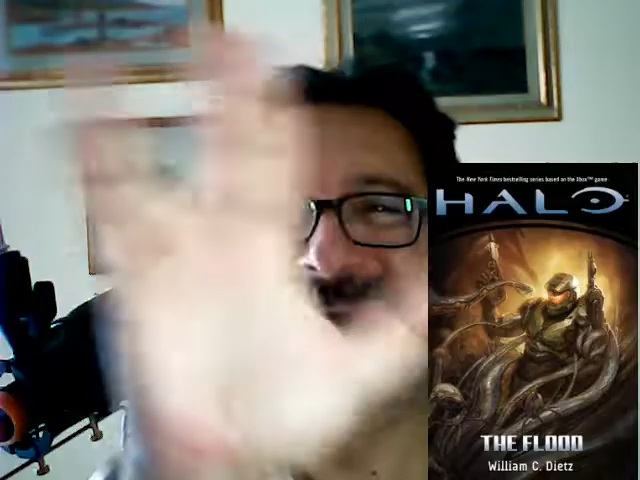 The New York Times bestselling series based on the Xbox™ game
HALO
THE FLOOD
William C. Dietz